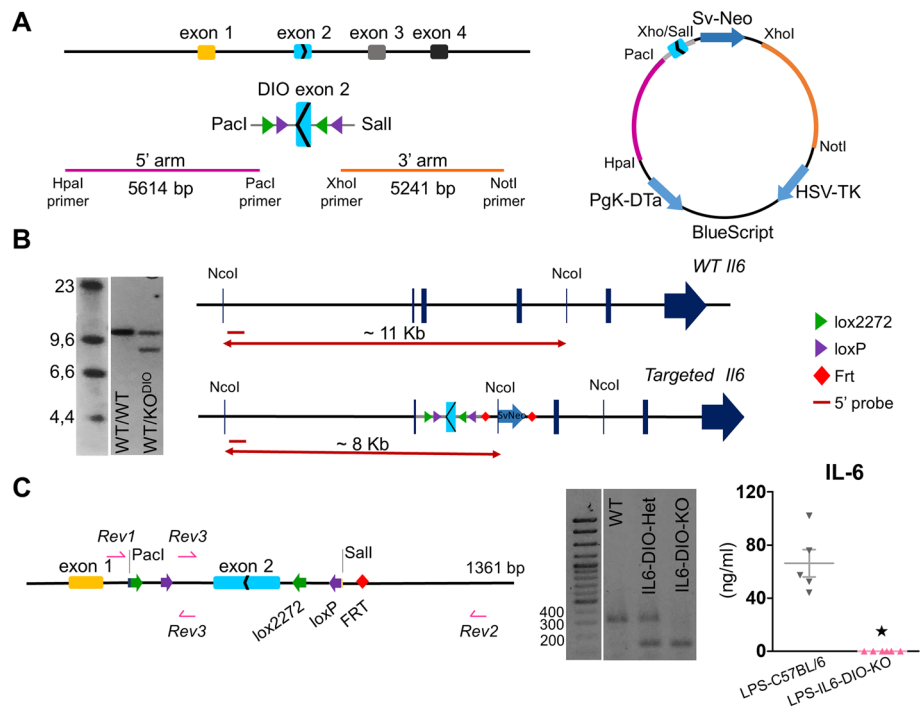 A
exon 1
exon 2
exon 3
exon 4
DIO exon 2
PacI
SalI
5’ arm
3’ arm
HpaI
primer
5614 bp
PacI
primer
XhoI
primer
5241 bp
NotI
primer
Sv-Neo
Xho/SalI
XhoI
PacI
HpaI
NotI
PgK-DTa
HSV-TK
BlueScript
B
23
9,6
6,6
4,4
WT/WT
WT/KODIO
NcoI
NcoI
WT Il6
~ 11 Kb
NcoI
NcoI
NcoI
Targeted Il6
SvNeo
~ 8 Kb
lox2272
loxP
Frt
5’ probe
C
Rev1
Rev3
PacI
SalI
exon 1
exon 2
1361 bp
Rev3
lox2272
loxP
FRT
Rev2
400
300
200
WT
IL6-DIO-Het
IL6-DIO-KO
IL-6
(ng/ml)
120
80
40
0
★
LPS-C57BL/6
LPS-IL6-DIO-KO